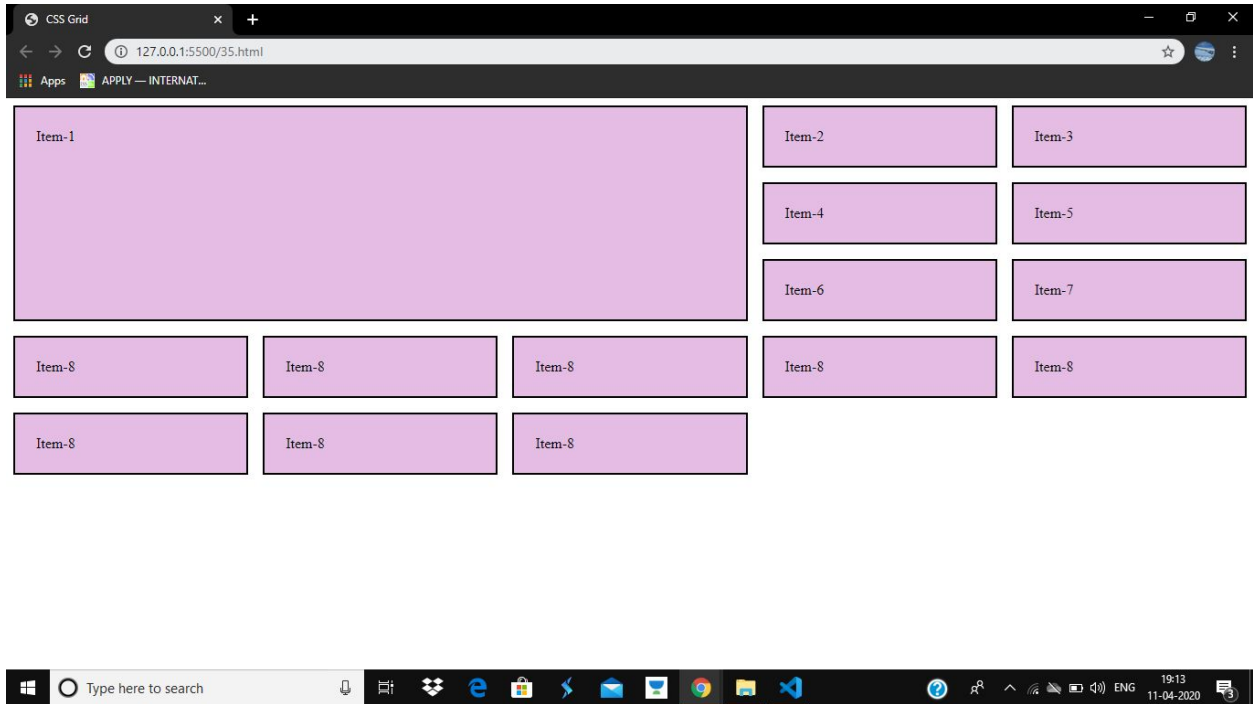 CSS Grid
127.0.0.1:5500/35.html
Apps APPLY — INTERNAT...
Item-1 Item-2 Item-3
Item-4 Item-5
Item-6 Item-7
Item-8 Item-8 Item-8 Item-8 Item-8
Item-8 Item-8 Item-8
Type here to search ENG 19:13
11-04-2020 3